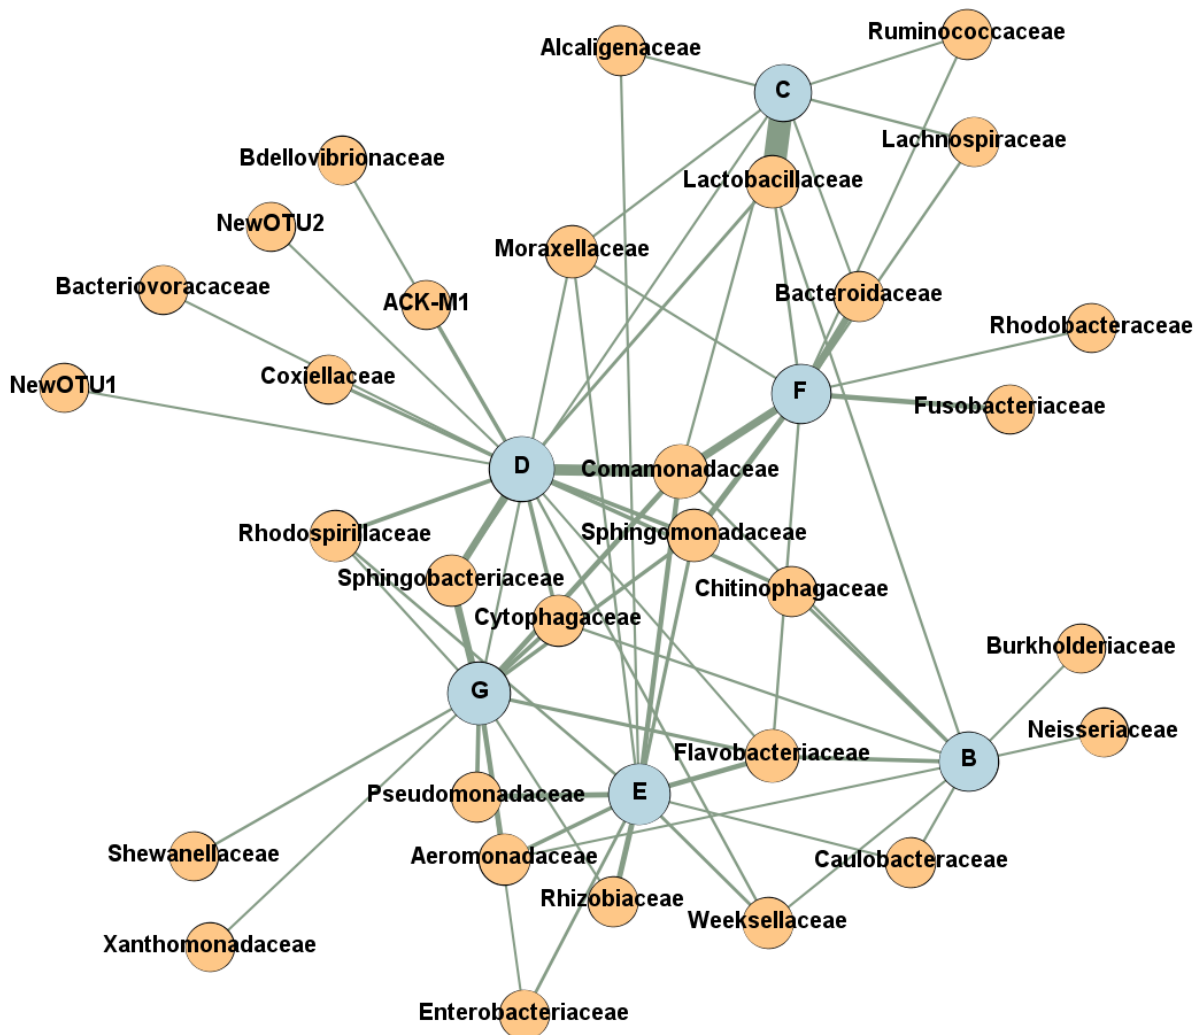 Ruminococcaceae
Alcaligenaceae
C
Lachnospiraceae
Bdellovibrionaceae
Lactobacillaceae
NewOTU2
Moraxellaceae
Bacteriovoracaceae
Bacteroidaceae
ACK-M1
Rhodobacteraceae
Coxiellaceae
NewOTU1
F
Fusobacteriaceae
D
Comamonadaceae
Rhodospirillaceae
Sphingomonadaceae
Sphingobacteriaceae
Chitinophagaceae
Cytophagaceae
Burkholderiaceae
G
Neisseriaceae
Flavobacteriaceae
B
Pseudomonadaceae
E
Shewanellaceae
Aeromonadaceae
Caulobacteraceae
Rhizobiaceae
Weeksellaceae
Xanthomonadaceae
Enterobacteriaceae